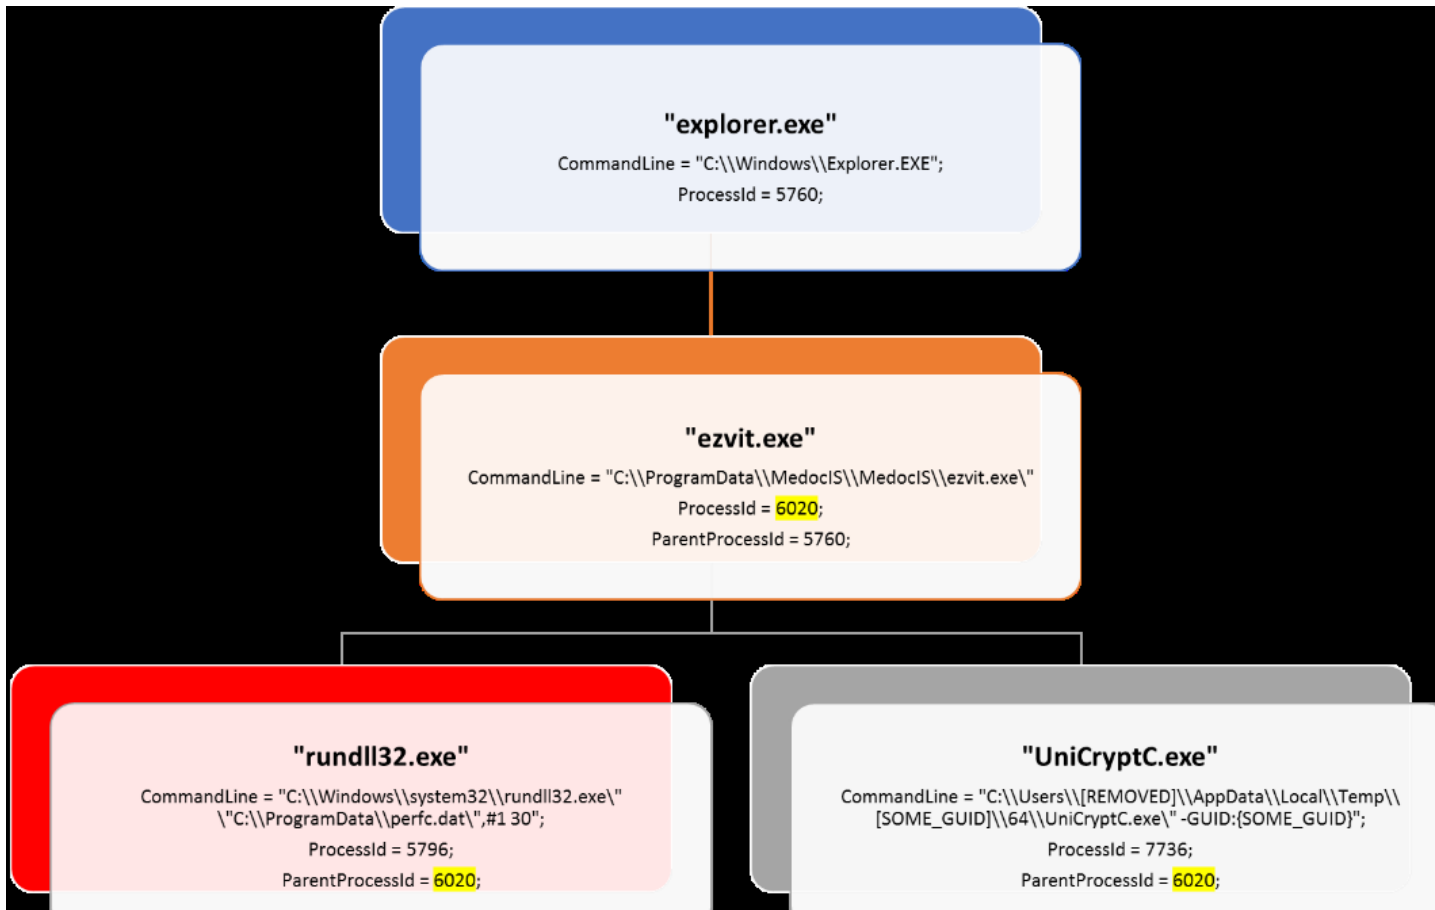 "explorer.exe"
CommandLine = "C:\\Windows\\Explorer.EXE";
ProcessId = 5760;
"ezvit.exe"
CommandLine = "C:\\ProgramData\\MedocIS\\MedocIS\\ezvit.exe\"
ProcessId = 6020;
ParentProcessId = 5760;
"rundll32.exe"
CommandLine = "C:\\Windows\\system32\\rundll32.exe\"
\"C:\\ProgramData\\perfc.dat\",#1 30";
ProcessId = 5796;
ParentProcessId = 6020;
"UniCryptC.exe"
CommandLine = "C:\\Users\\[REMOVED]\\AppData\\Local\\Temp\\
[SOME_GUID]\\64\\UniCryptC.exe\" -GUID:{SOME_GUID}";
ProcessId = 7736;
ParentProcessId = 6020;